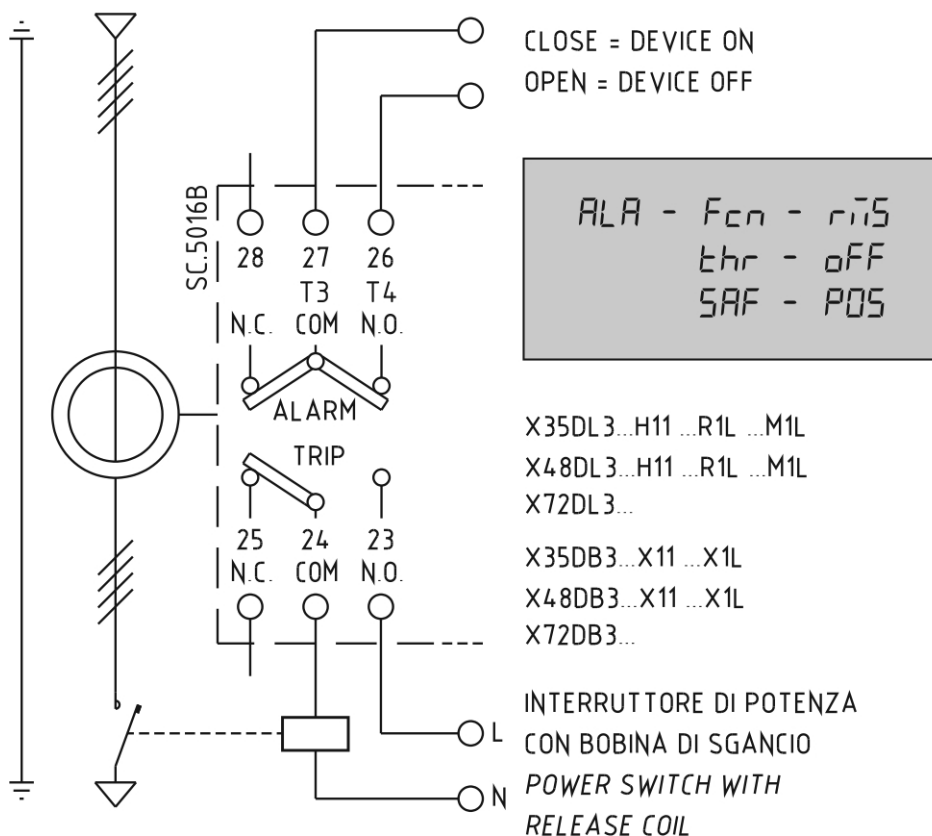 CLOSE = DEVICE ON
OPEN = DEVICE OFF
SC.5016B
28 27 26
T3 T4
N.C. COM N.O.
ALARM
TRIP
25 24 23
N.C. COM N.O.
ALA - Fcn - rmS
thr - oFF
SAF - POS
X35DL3...H11 ...R1L ...M1L
X48DL3...H11 ...R1L ...M1L
X72DL3...
X35DB3...X11 ...X1L
X48DB3...X11 ...X1L
X72DB3...
L
N
INTERRUTTORE DI POTENZA
CON BOBINA DI SGANCIO
POWER SWITCH WITH
RELEASE COIL